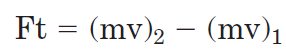 Ft = (mv)₂ − (mv)₁